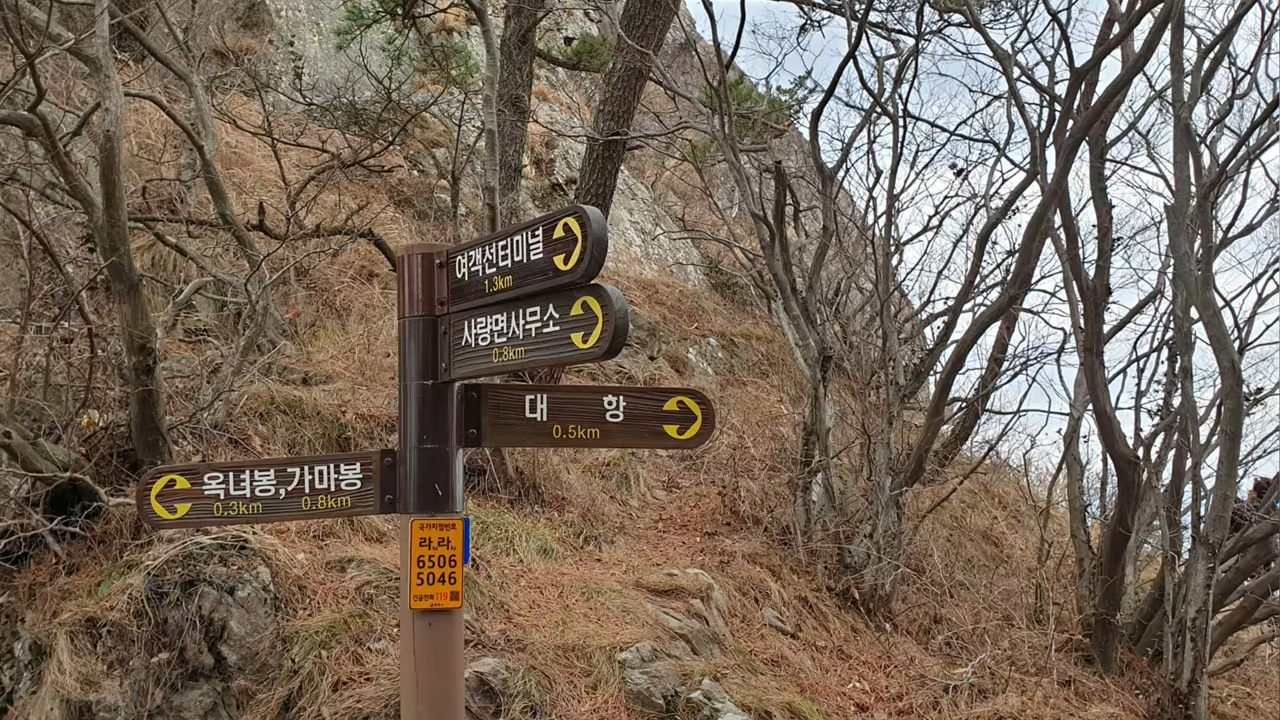 여객선터미널
1.3km
사량면사무소
0.8km
대 항
0.5km
옥녀봉,가마봉
0.3km 0.8km
국가지점번호
라 라
6506
5046
긴급전화 119